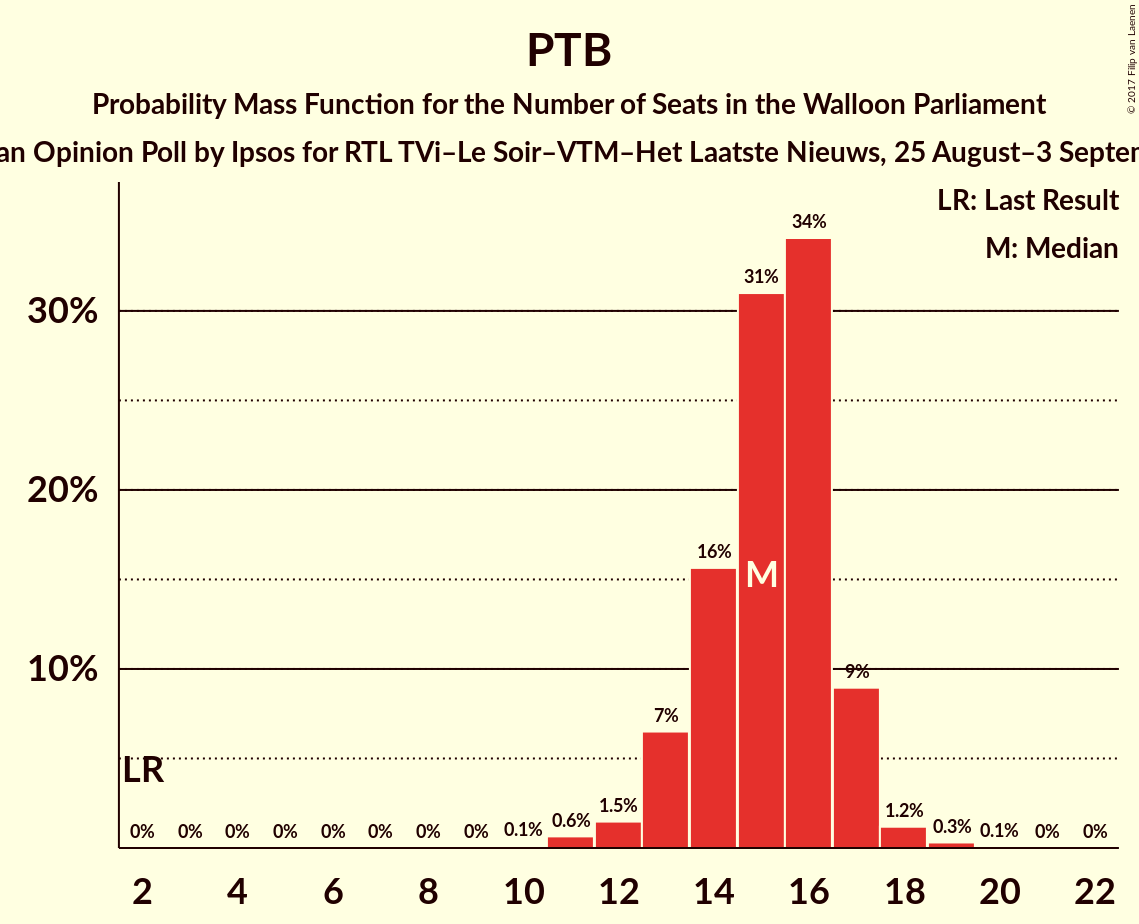 PTB
Probability Mass Function for the Number of Seats in the Walloon Parliament
an Opinion Poll by Ipsos for RTL TVi–Le Soir–VTM–Het Laatste Nieuws, 25 August–3 Septem
© 2017 Filip van Laenen
LR: Last Result
M: Median
34%
31%
30%
20%
16%
M
10%
9%
7%
LR
0% 0% 0% 0% 0% 0% 0% 0% 0.1% 0.6% 1.5% 1.2% 0.3% 0.1% 0% 0%
2 4 6 8 10 12 14 16 18 20 22